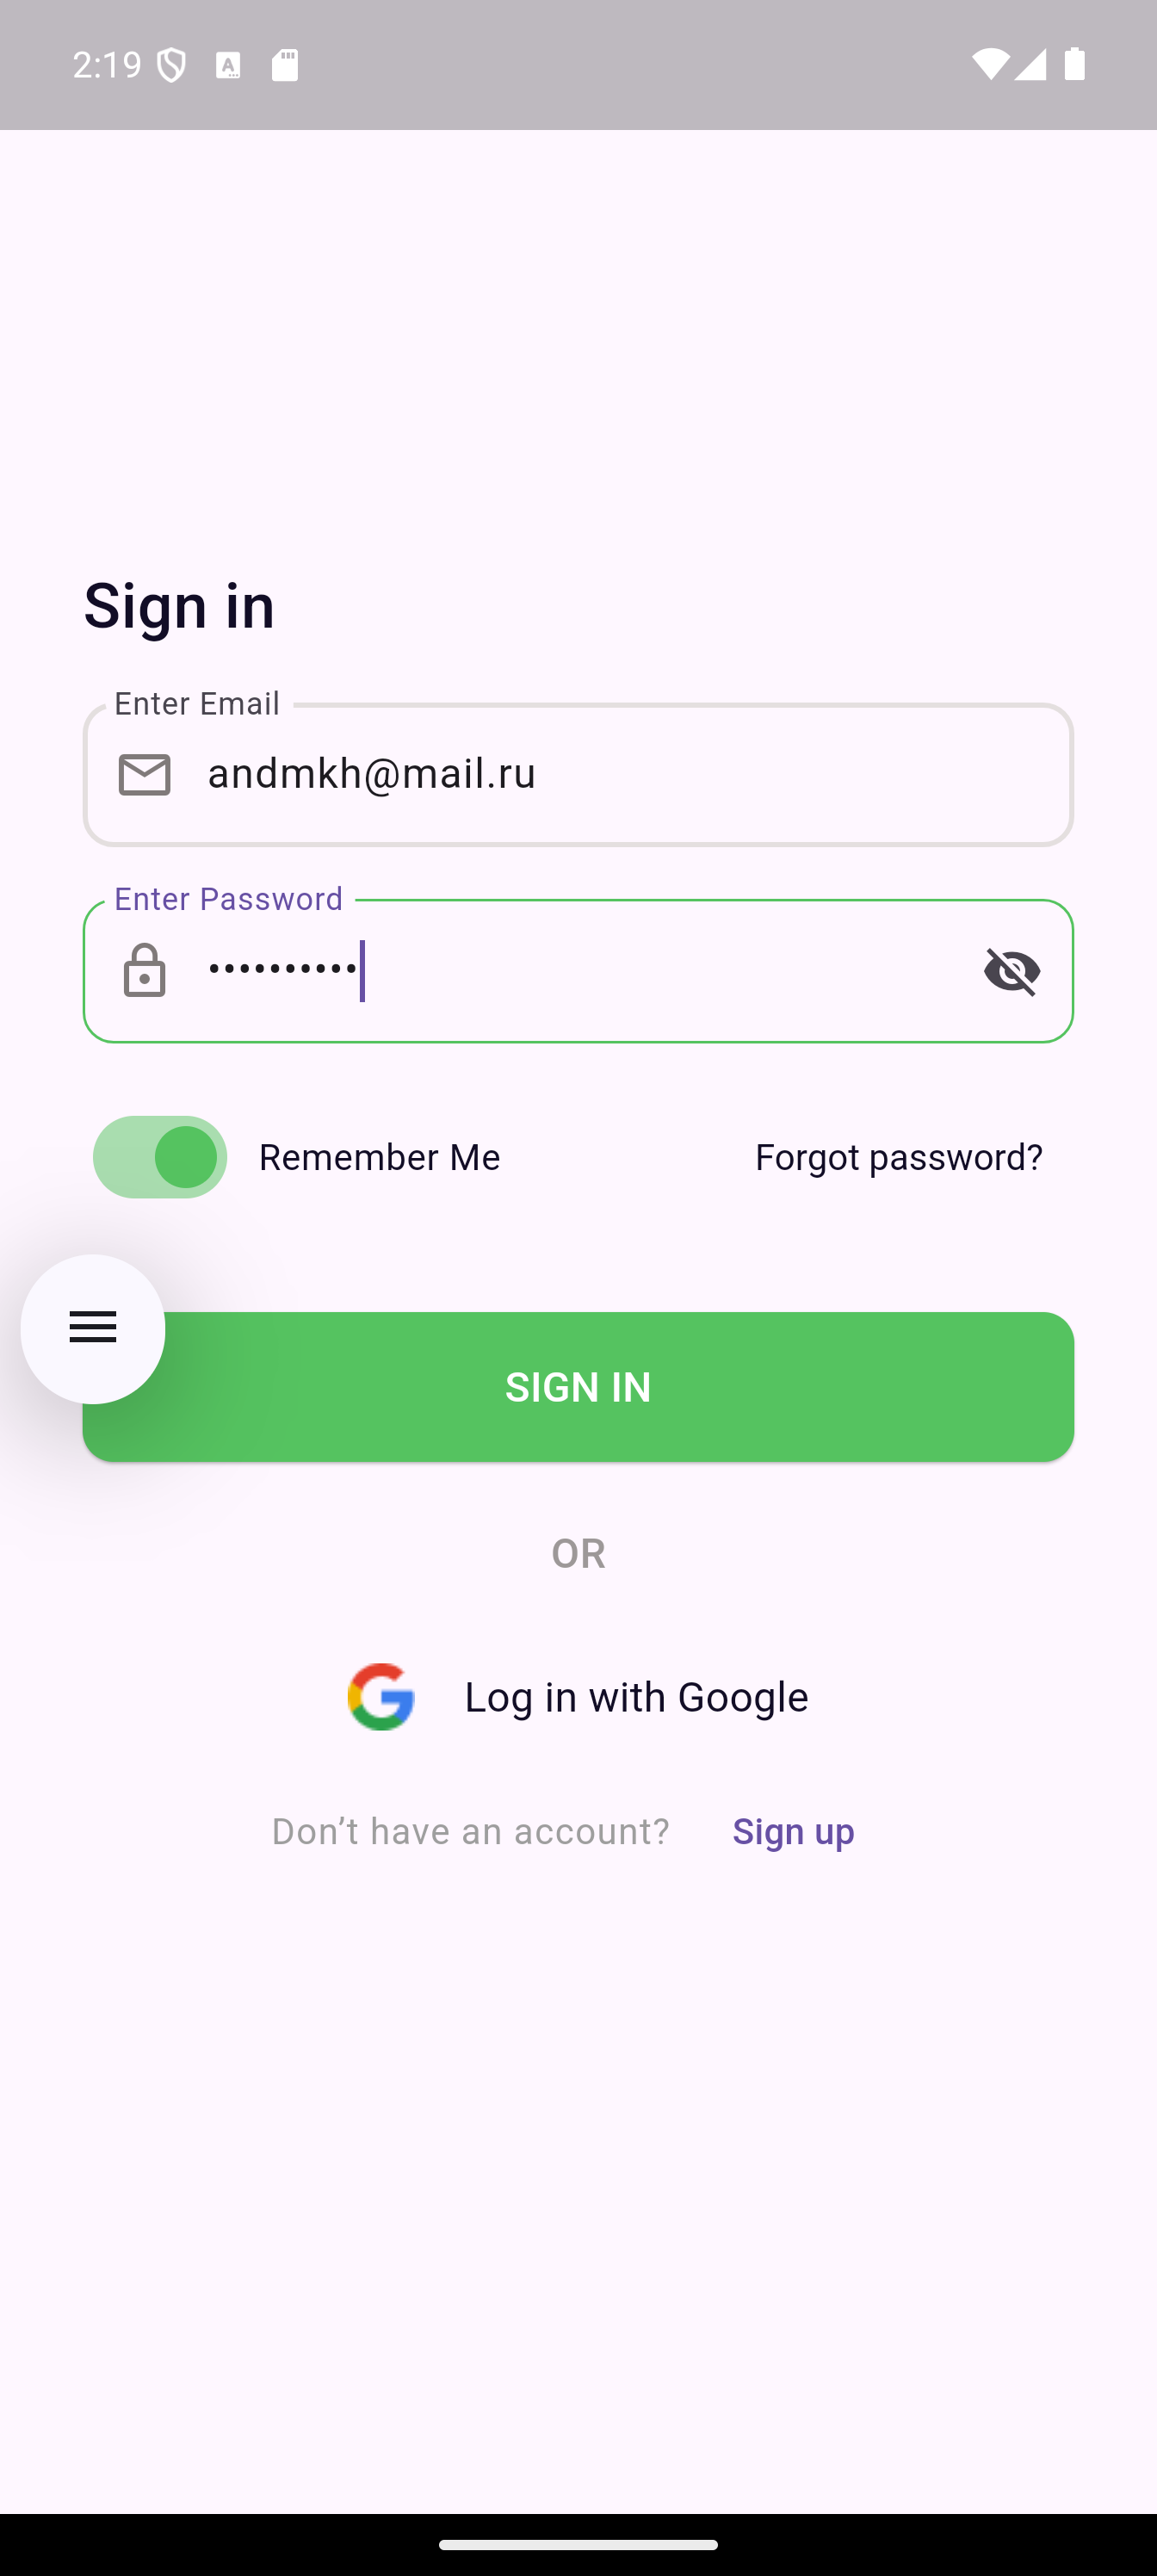 2:19
Sign in
Enter Email
andmkh@mail.ru
Enter Password
••••••••••
Remember Me
Forgot password?
SIGN IN
OR
Log in with Google
Don’t have an account? Sign up